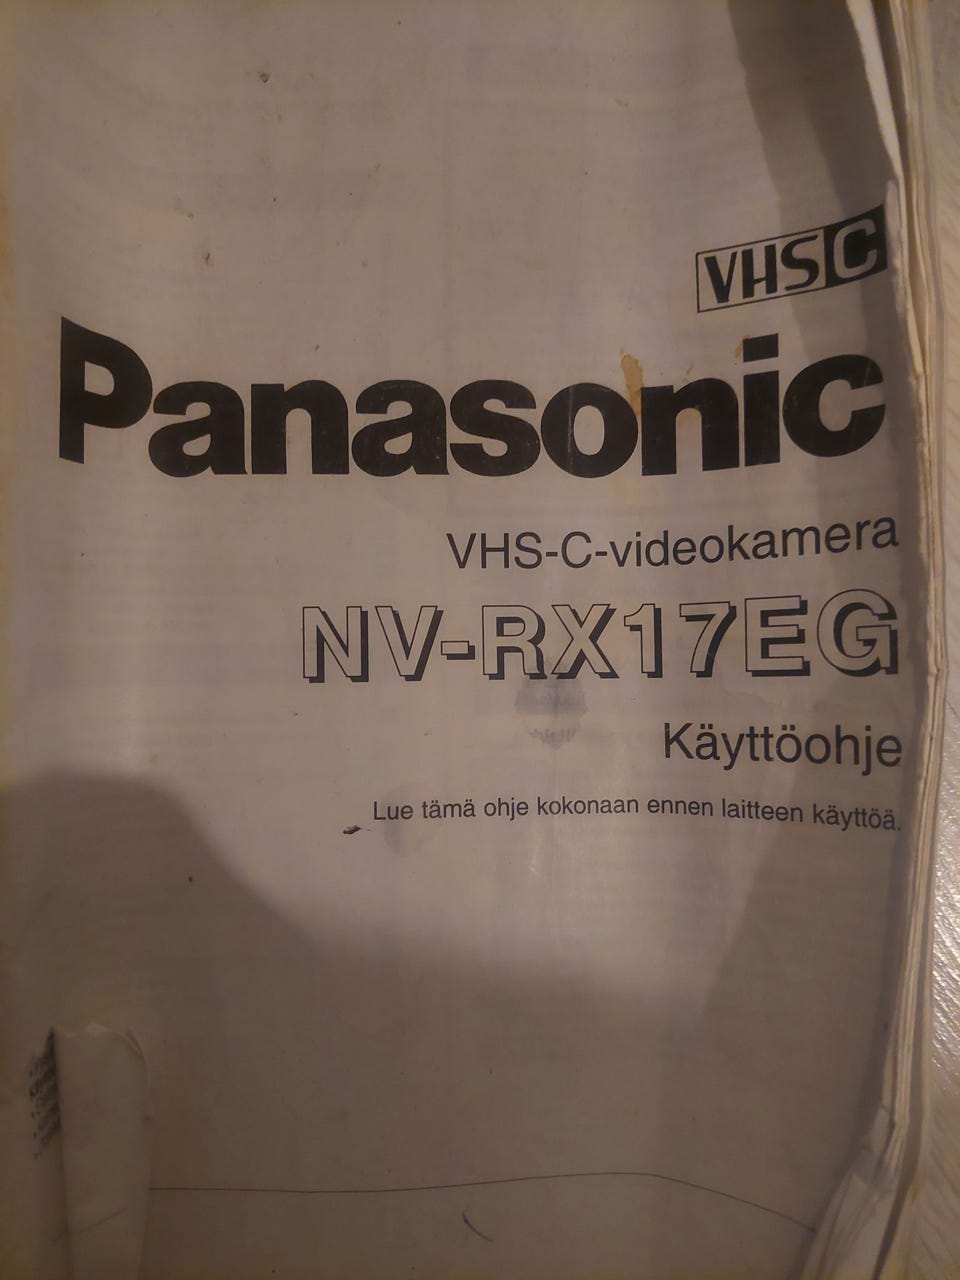 VHS C
Panasonic
VHS-C-videokamera
NV-RX17EG
Käyttöohje
Lue tämä ohje kokonaan ennen laitteen käyttöä.